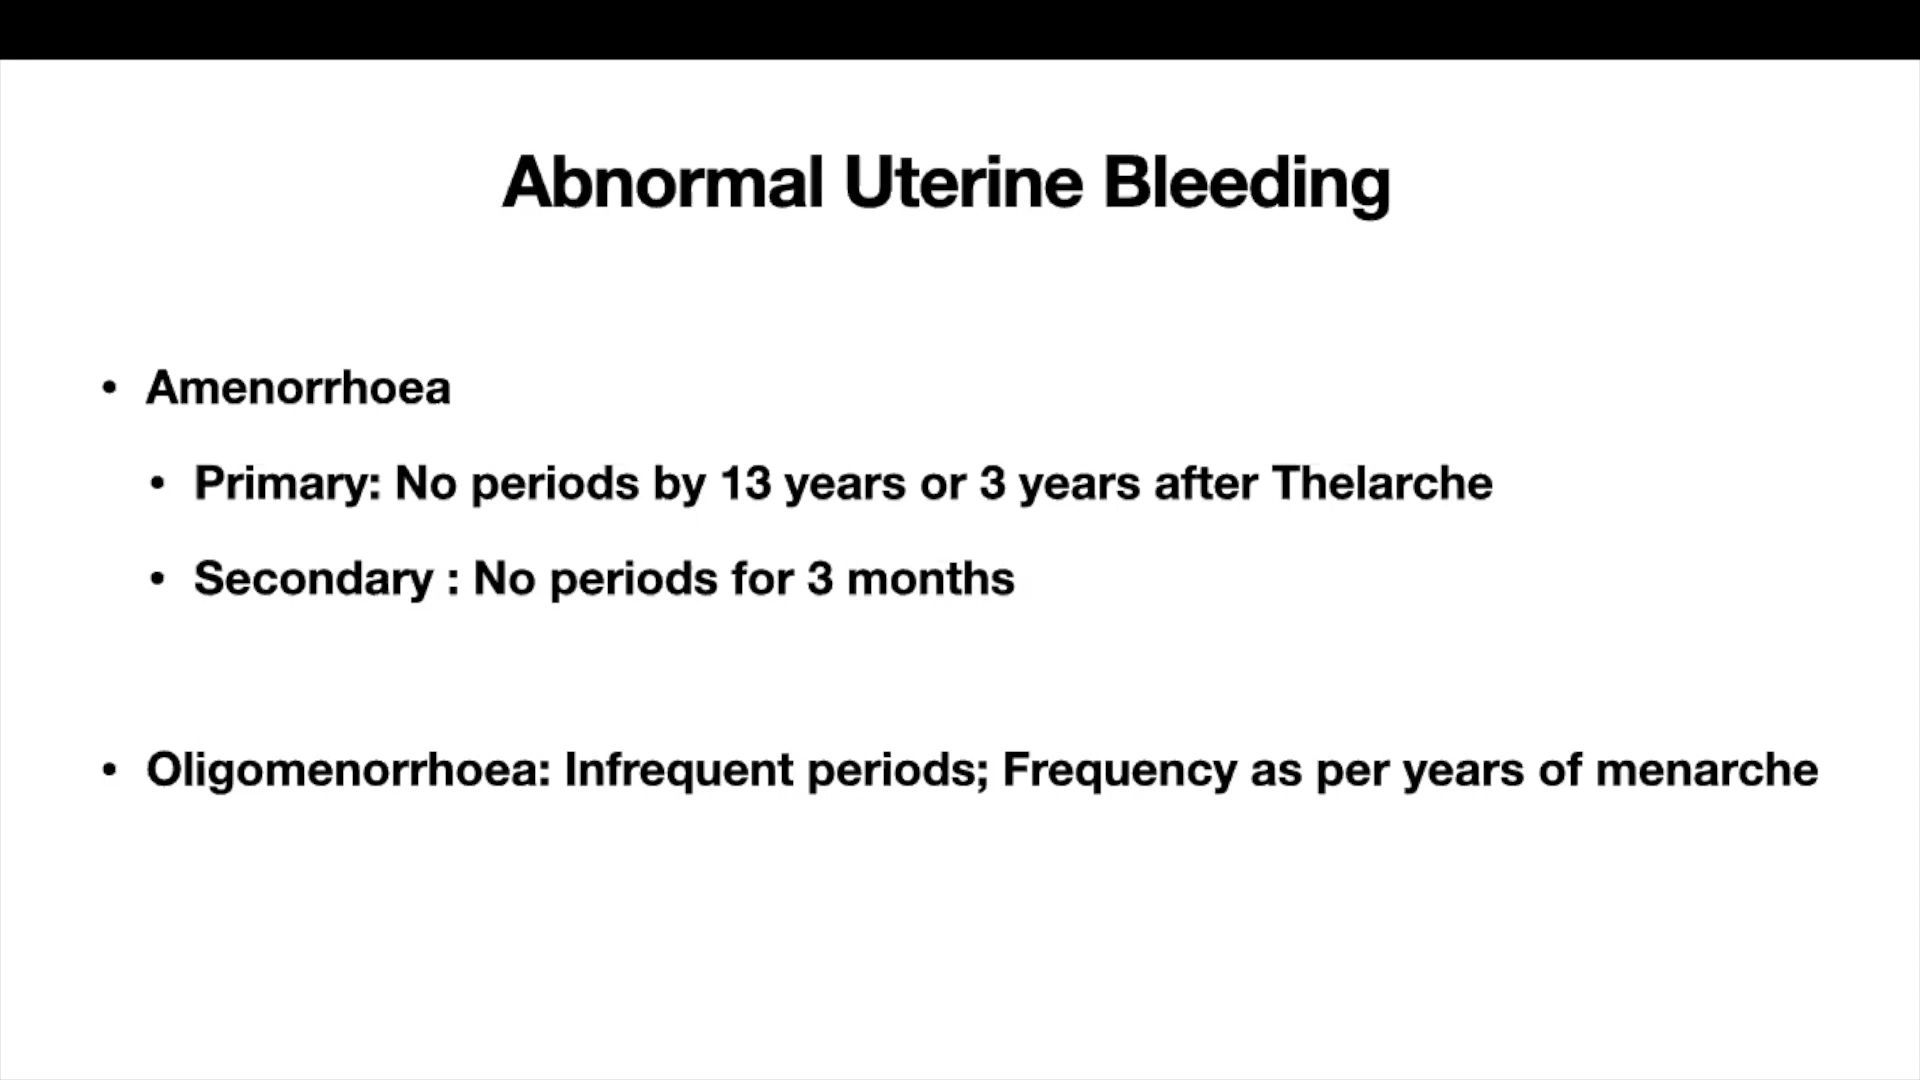 Abnormal Uterine Bleeding
• Amenorrhoea
• Primary: No periods by 13 years or 3 years after Thelarche
• Secondary : No periods for 3 months
• Oligomenorrhoea: Infrequent periods; Frequency as per years of menarche